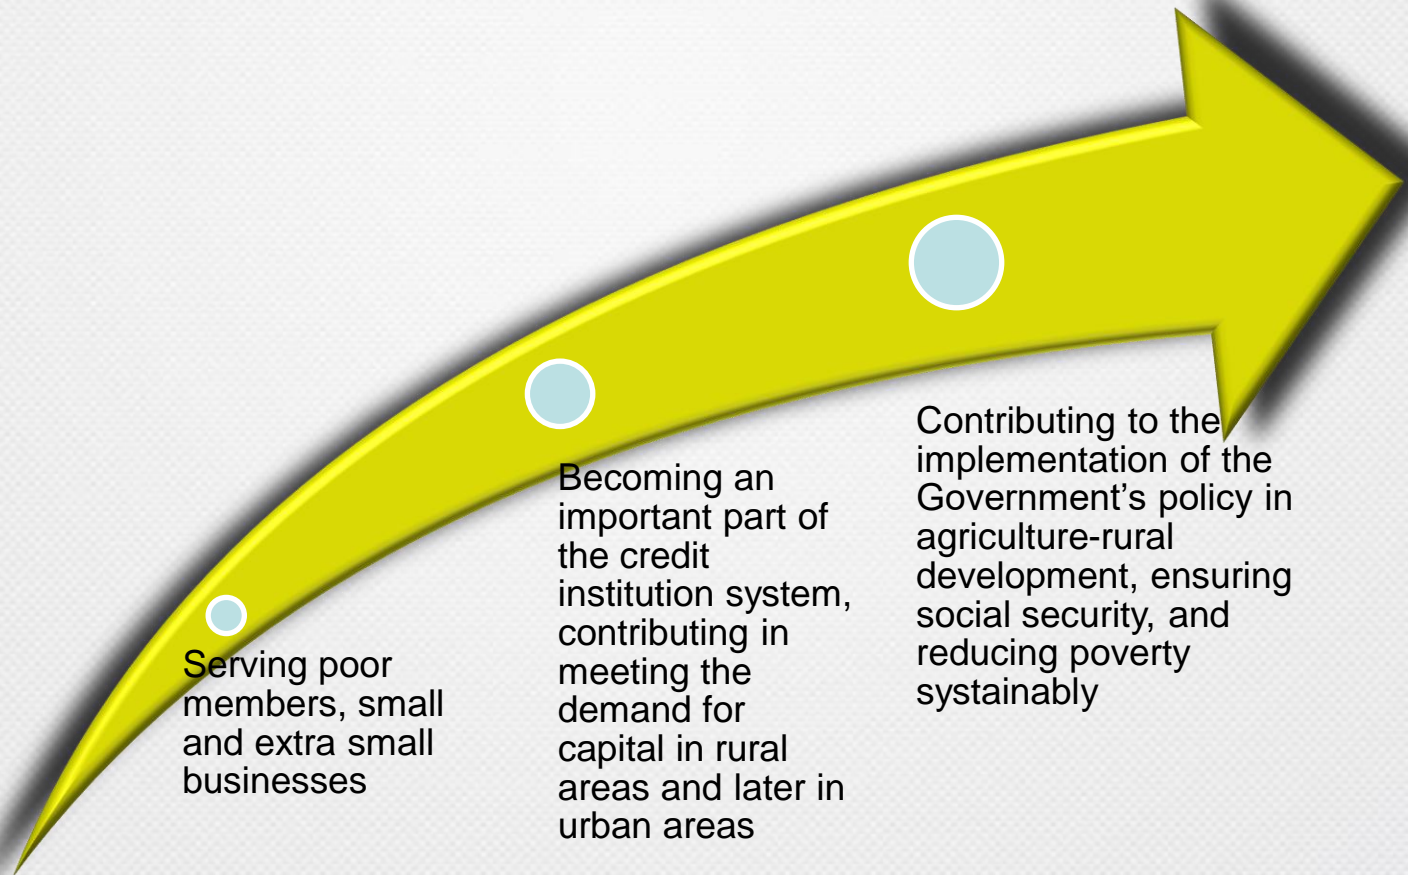 Serving poor
members, small
and extra small
businesses
Becoming an
important part of
the credit
institution system,
contributing in
meeting the
demand for
capital in rural
areas and later in
urban areas
Contributing to the
implementation of the
Government’s policy in
agriculture-rural
development, ensuring
social security, and
reducing poverty
systainably